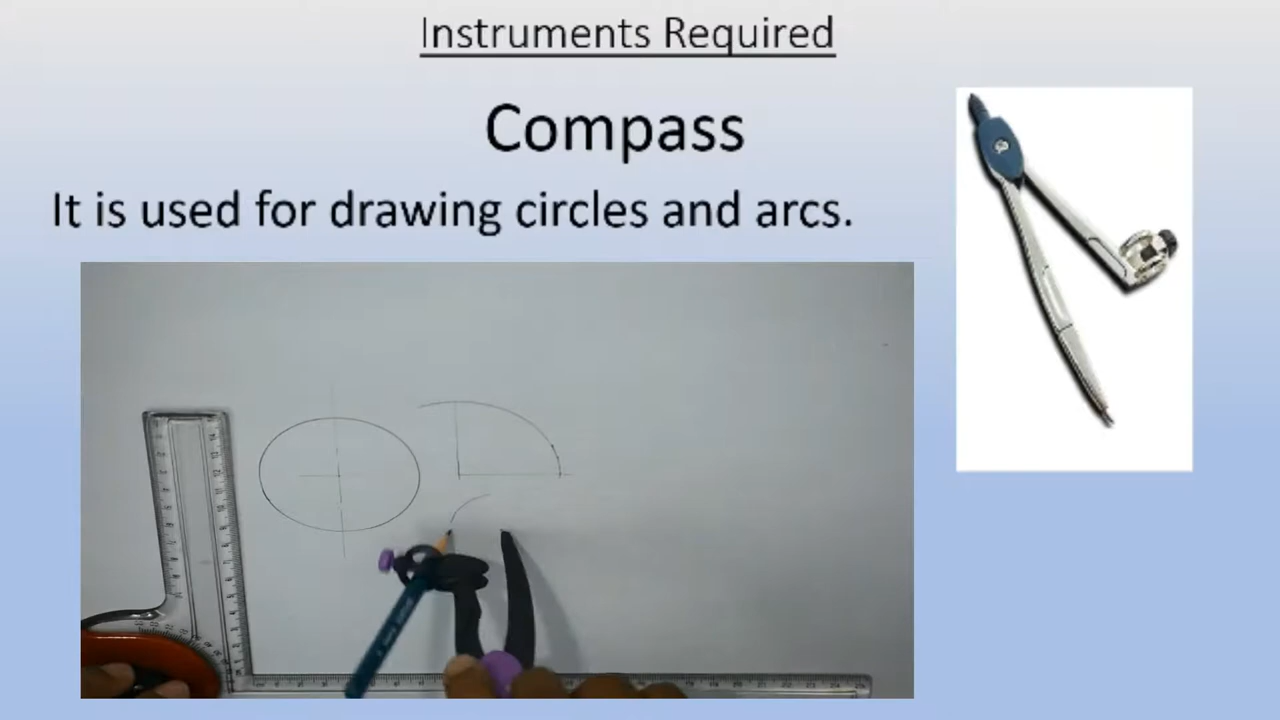 Instruments Required
Compass
It is used for drawing circles and arcs.